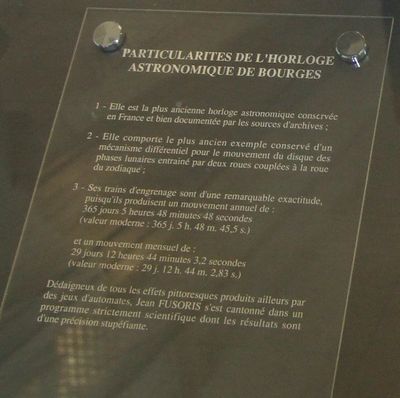 PARTICULARITES DE L'HORLOGE
ASTRONOMIQUE DE BOURGES
1 - Elle est la plus ancienne horloge astronomique conservée
en France et bien documentée par les sources d'archives ;
2 - Elle comporte le plus ancien exemple conservé d'un
mécanisme différentiel pour le mouvement du disque des
phases lunaires entrainé par deux roues couplées à la roue
du zodiaque ;
3 - Ses trains d'engrenage sont d'une remarquable exactitude,
puisqu'ils produisent un mouvement annuel de :
365 jours 5 heures 48 minutes 48 secondes
(valeur moderne : 365 j. 5 h. 48 m. 45,5 s.)
et un mouvement mensuel de :
29 jours 12 heures 44 minutes 3,2 secondes
(valeur moderne : 29 j. 12 h. 44 m. 2,83 s.)
Dédaigneux de tous les effets pittoresques produits ailleurs par
des jeux d'automates, Jean FUSORIS s'est cantonné dans un
programme strictement scientifique dont les résultats sont
d'une précision stupéfiante.